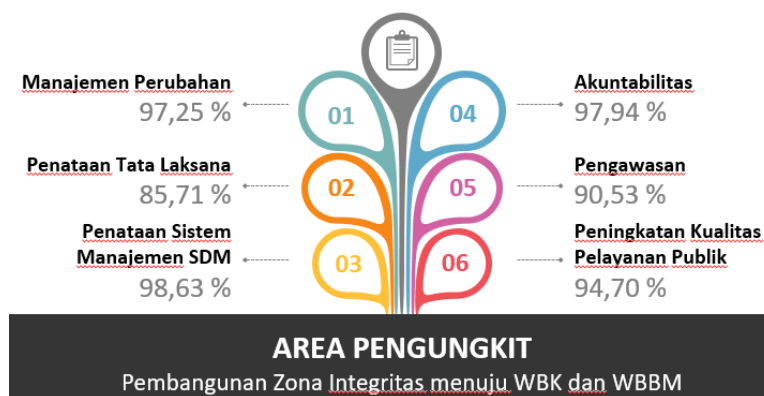 Manajemen Perubahan
97,25 %
01
Penataan Tata Laksana
85,71 %
02
Penataan Sistem
Manajemen SDM
98,63 %
03
Akuntabilitas
97,94 %
04
Pengawasan
90,53 %
05
Peningkatan Kualitas
Pelayanan Publik
94,70 %
06
AREA PENGUNGKIT
Pembangunan Zona Integritas menuju WBK dan WBBM